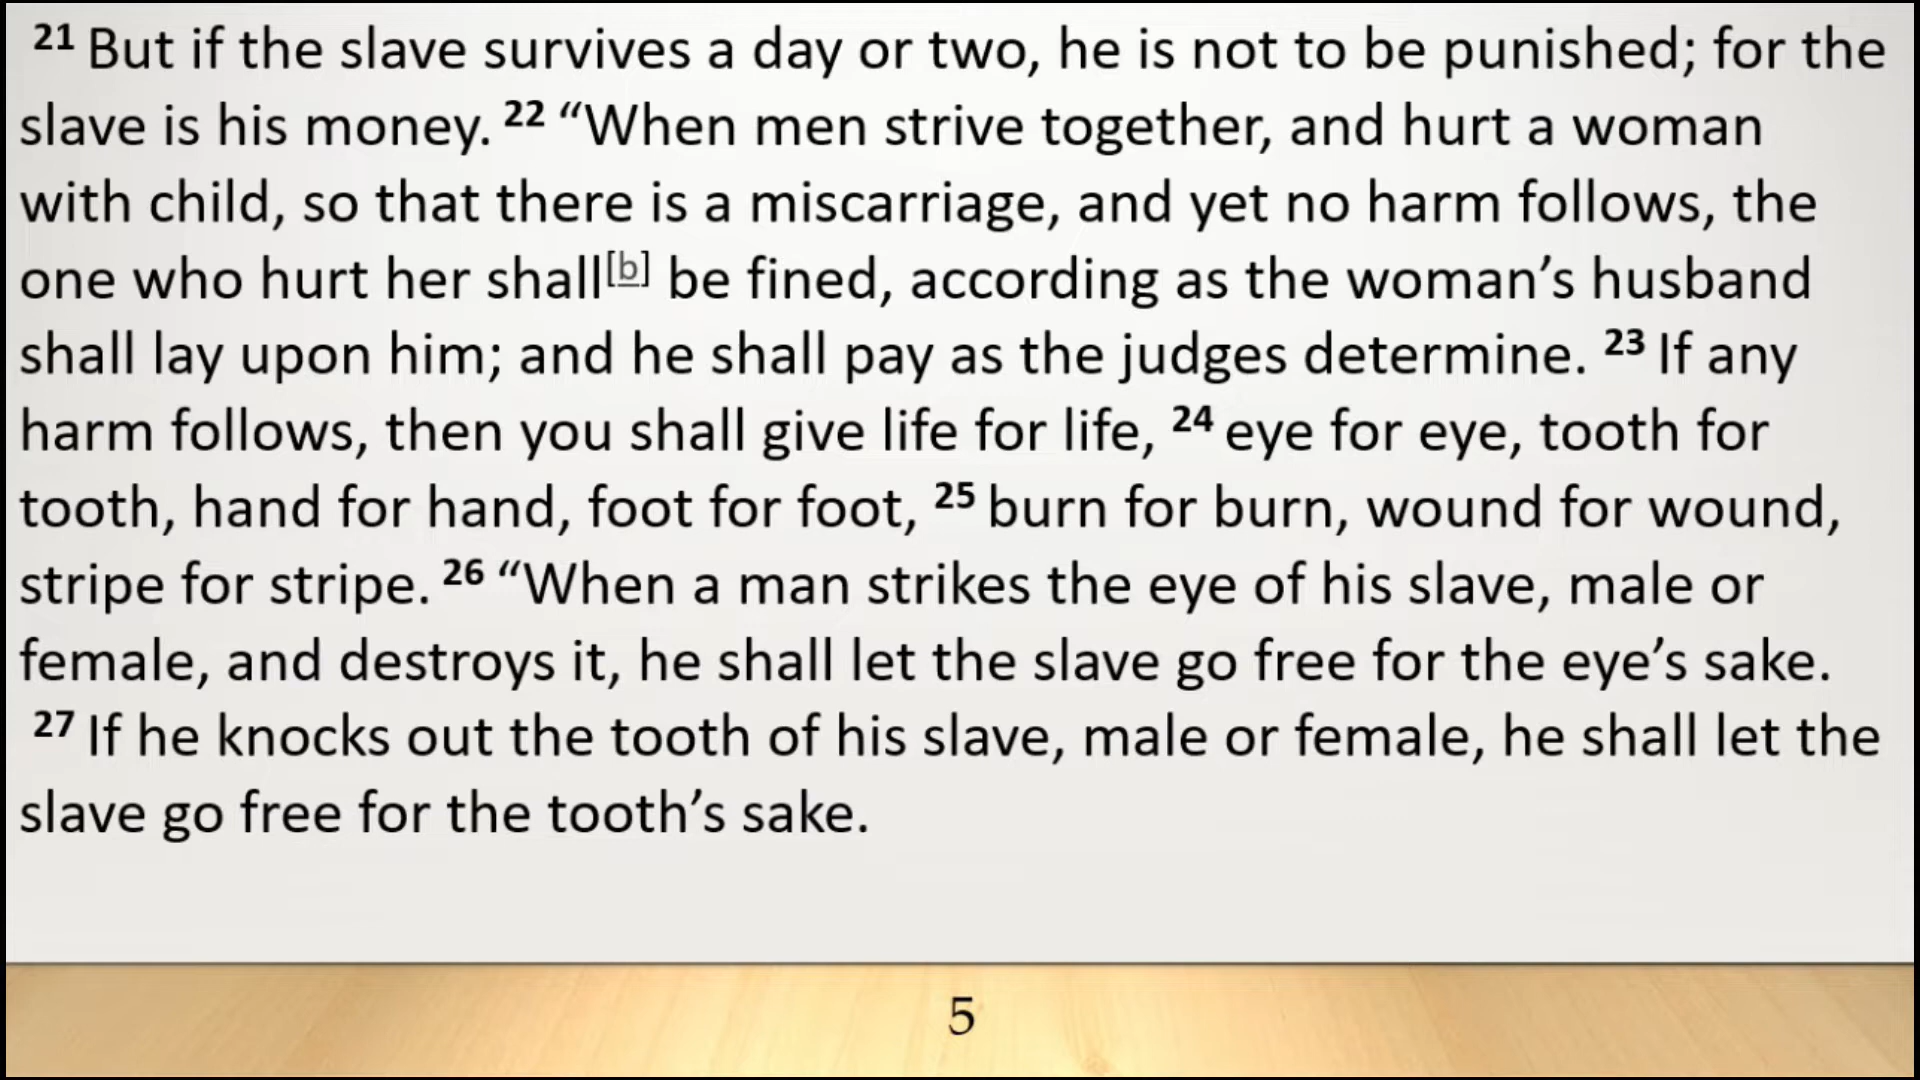 21 But if the slave survives a day or two, he is not to be punished; for the
slave is his money. 22 “When men strive together, and hurt a woman
with child, so that there is a miscarriage, and yet no harm follows, the
one who hurt her shall[b] be fined, according as the woman’s husband
shall lay upon him; and he shall pay as the judges determine. 23 If any
harm follows, then you shall give life for life, 24 eye for eye, tooth for
tooth, hand for hand, foot for foot, 25 burn for burn, wound for wound,
stripe for stripe. 26 “When a man strikes the eye of his slave, male or
female, and destroys it, he shall let the slave go free for the eye’s sake.
27 If he knocks out the tooth of his slave, male or female, he shall let the
slave go free for the tooth’s sake.
5